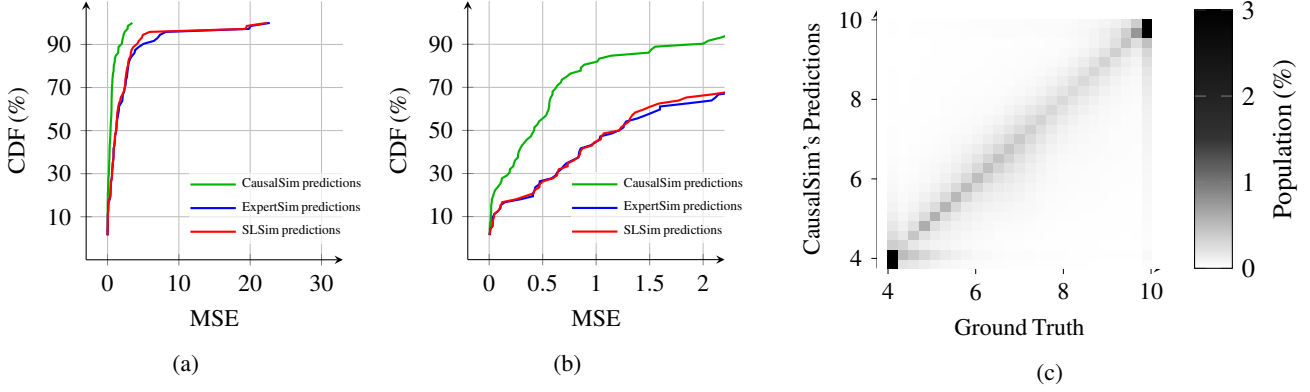 90
70
50
30
10
CDF (%)
0
10
20
30
MSE
CausalSim predictions
ExpertSim predictions
SLSim predictions
(a)
90
70
50
30
10
CDF (%)
0
0.5
1
1.5
2
MSE
CausalSim predictions
ExpertSim predictions
SLSim predictions
(b)
10
8
6
4
CausalSim's Predictions
4
6
8
10
Ground Truth
3
2
1
0
Population (%)
(c)